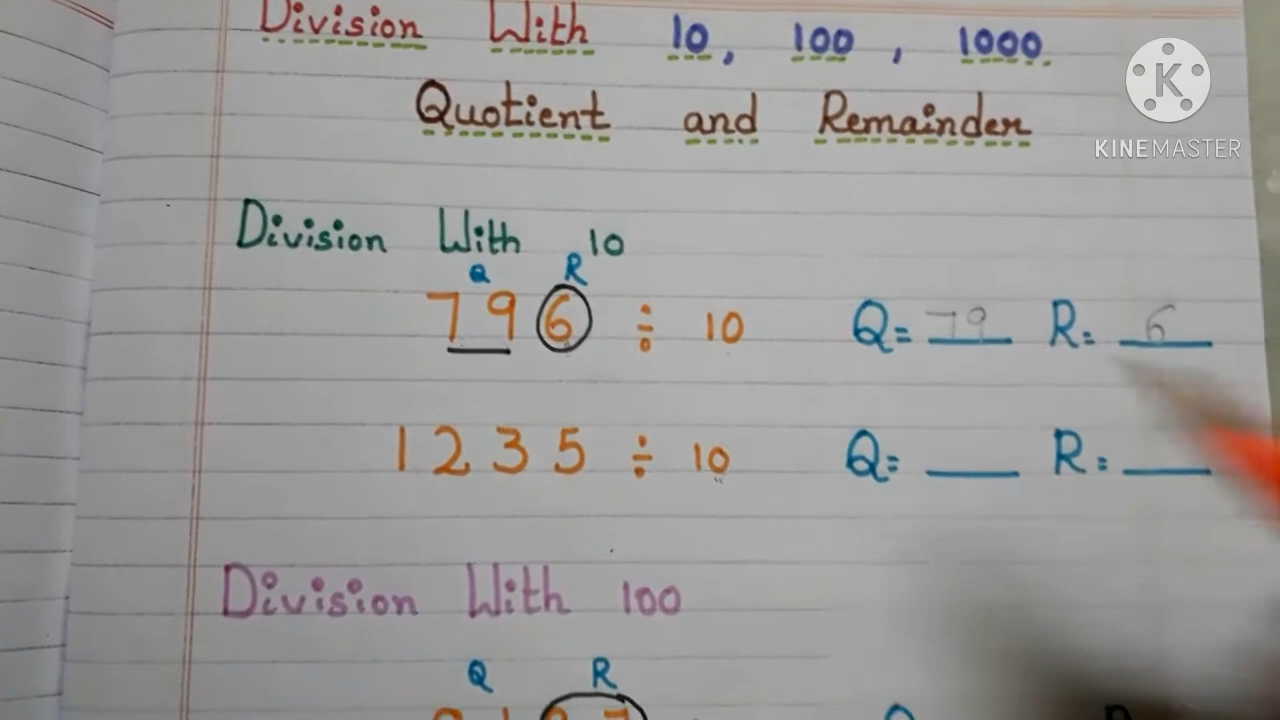 Division With 10, 100, 1000
Quotient and Remainder
K
KINEMASTER
Division With 10
Q R
796 ÷ 10 Q= 79 R= 6
1235 ÷ 10 Q= R=
Division With 100
Q R